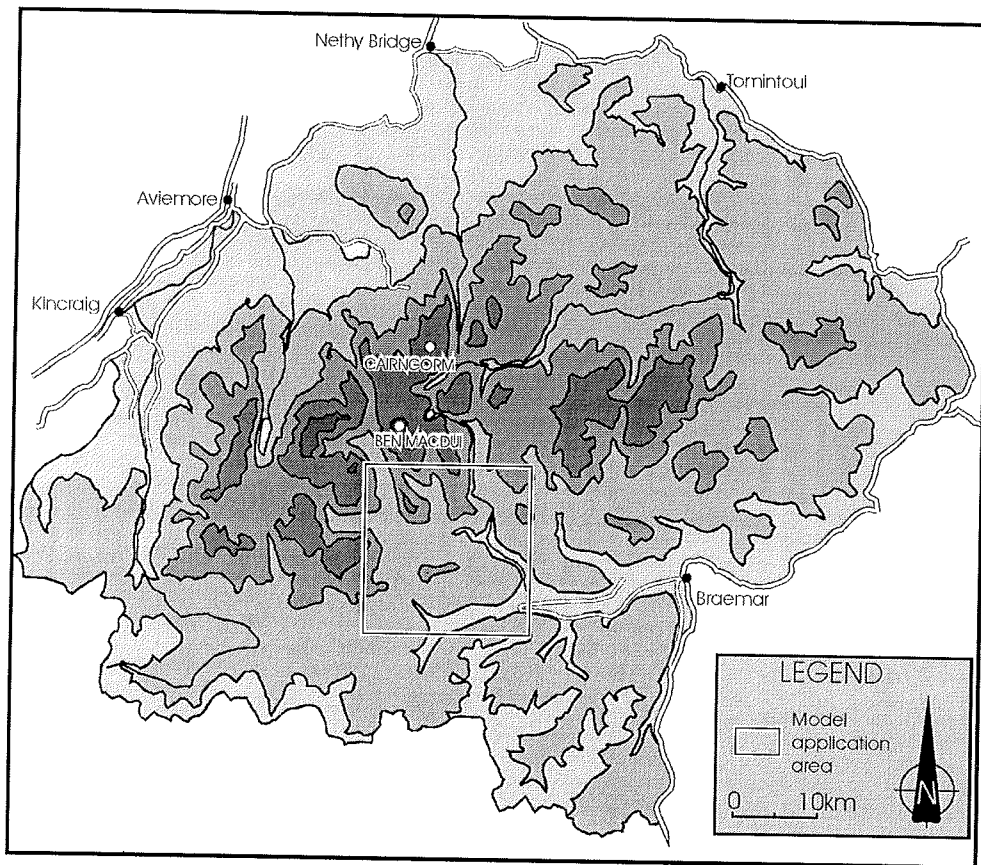 Nethy Bridge
Tomintoul
Aviemore
Kincraig
CAIRNGORM
BEN MACDUI
Braemar
LEGEND
Model
application
area
0 10km
N